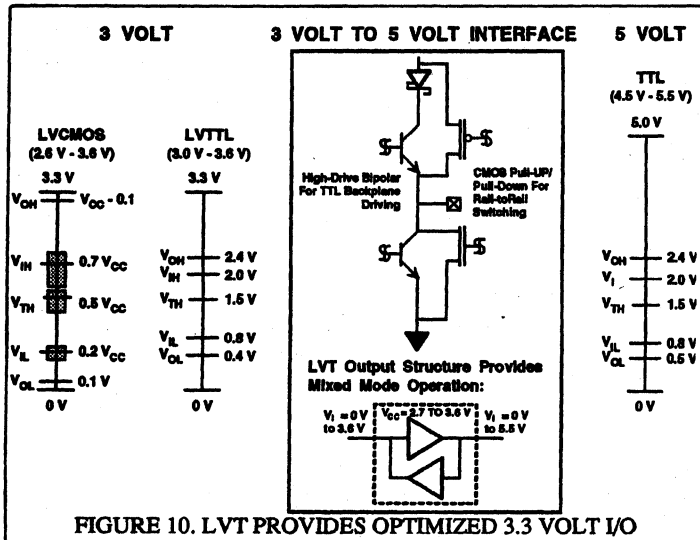 3 VOLT
3 VOLT TO 5 VOLT INTERFACE
5 VOLT
LVCMOS
(2.6 V - 3.6 V)
3.3 V
VOH
VCC - 0.1
VIH
0.7 VCC
VTH
0.5 VCC
VIL
0.2 VCC
VOL
0.1 V
0 V
LVTTL
(3.0 V - 3.6 V)
3.3 V
VOH
2.4 V
VIH
2.0 V
VTH
1.5 V
VIL
0.8 V
VOL
0.4 V
0 V
High-Drive Bipolar
For TTL Backplane
Driving
CMOS Pull-UP/
Pull-Down For
Rail-toRail
Switching
LVT Output Structure Provides
Mixed Mode Operation:
VI = 0V
to 3.6 V
VCC = 2.7 TO 3.6 V
VI = 0V
to 5.5 V
TTL
(4.5 V - 5.5 V)
5.0 V
VOH
2.4 V
VI
2.0 V
VTH
1.5 V
VIL
0.8 V
VOL
0.5 V
0 V
FIGURE 10. LVT PROVIDES OPTIMIZED 3.3 VOLT I/O